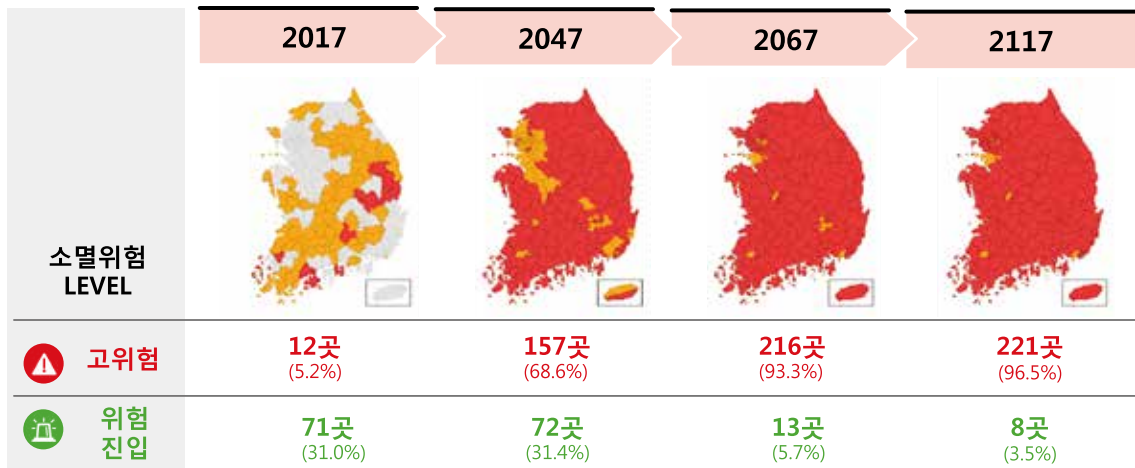 2017
2047
2067
2117
소멸위험
LEVEL
고위험
12곳
(5.2%)
157곳
(68.6%)
216곳
(93.3%)
221곳
(96.5%)
위험
진입
71곳
(31.0%)
72곳
(31.4%)
13곳
(5.7%)
8곳
(3.5%)